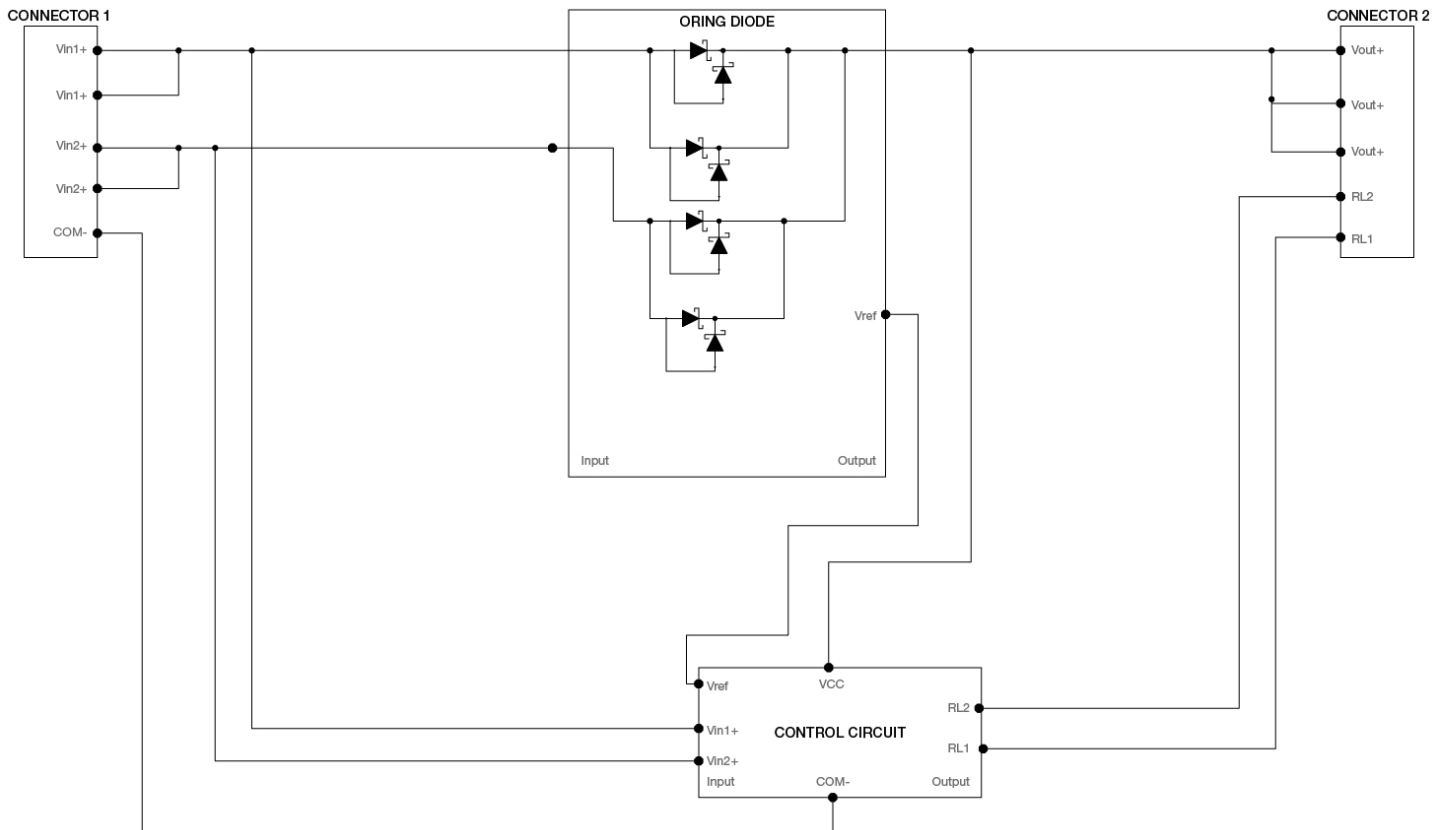 CONNECTOR 1
Vin1+
Vin1+
Vin2+
Vin2+
COM-
ORING DIODE
Vref
Input
Output
CONNECTOR 2
Vout+
Vout+
Vout+
RL2
RL1
Vref
VCC
RL2
Vin1+
CONTROL CIRCUIT
RL1
Vin2+
Input
COM-
Output